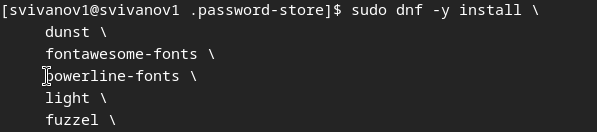 [svivanov1@svivanov1 .password-store]$ sudo dnf -y install \
dunst \
fontawesome-fonts \
powerline-fonts \
light \
fuzzel \